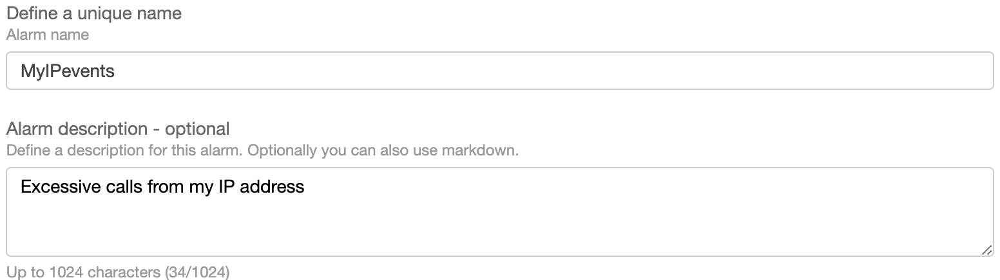 Define a unique name
Alarm name
MyIPevents
Alarm description - optional
Define a description for this alarm. Optionally you can also use markdown.
Excessive calls from my IP address
Up to 1024 characters (34/1024)